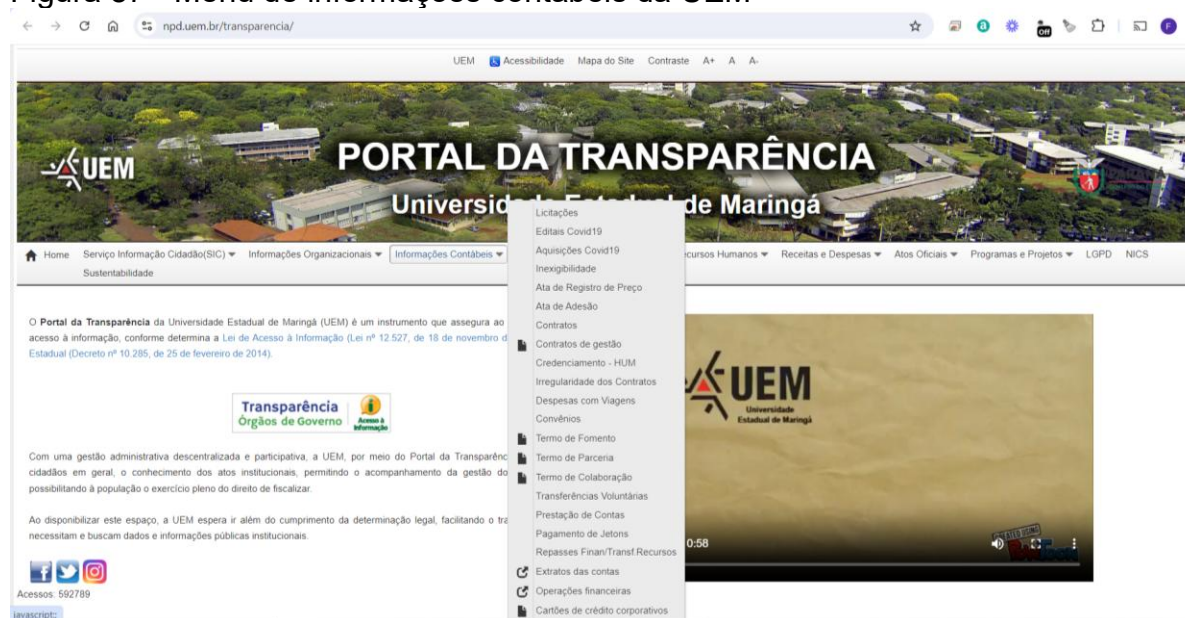 Figura 5: - Menu de informações contábeis da UEM
npd.uem.br/transparencia/
Off
F
UEM Acessibilidade Mapa do Site Contraste A+ A A-
UEM
PORTAL DA TRANSPARÊNCIA
Universidade Estadual de Maringá
PARANÁ
Home Serviço Informação Cidadão(SIC) Informações Organizacionais Informações Contábeis cursos Humanos Receitas e Despesas Atos Oficiais Programas e Projetos LGPD NICS
Sustentabilidade
Licitações
Editais Covid19
Aquisições Covid19
Inexigibilidade
Ata de Registro de Preço
Ata de Adesão
Contratos
Contratos de gestão
Credenciamento - HUM
Irregularidade dos Contratos
Despesas com Viagens
Convênios
Termo de Fomento
Termo de Parceria
Termo de Colaboração
Transferências Voluntárias
Prestação de Contas
Pagamento de Jetons
Repasses Finan/Transf.Recursos
Extratos das contas
Operações financeiras
Cartões de crédito corporativos
O Portal da Transparência da Universidade Estadual de Maringá (UEM) é um instrumento que assegura ao
acesso à informação, conforme determina a Lei de Acesso à Informação (Lei nº 12.527, de 18 de novembro d
Estadual (Decreto nº 10.285, de 25 de fevereiro de 2014).
Transparência
Órgãos de Governo
Acesso à
Informação
Com uma gestão administrativa descentralizada e participativa, a UEM, por meio do Portal da Transparênc
cidadãos em geral, o conhecimento dos atos institucionais, permitindo o acompanhamento da gestão do
possibilitando à população o exercício pleno do direito de fiscalizar.
Ao disponibilizar este espaço, a UEM espera ir além do cumprimento da determinação legal, facilitando o tra
necessitam e buscam dados e informações públicas institucionais.
Acessos: 592789
javascript:;
UEM
Universidade
Estadual de Maringá
0:58